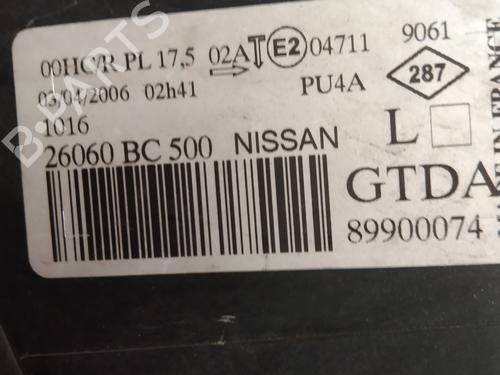 00HC/R PL 17,5 02A E2 04711 9061
03/04/2006 02h41 PU4A 287
1016
26060 BC 500 NISSAN L
GTDA
89900074
B-PARTS